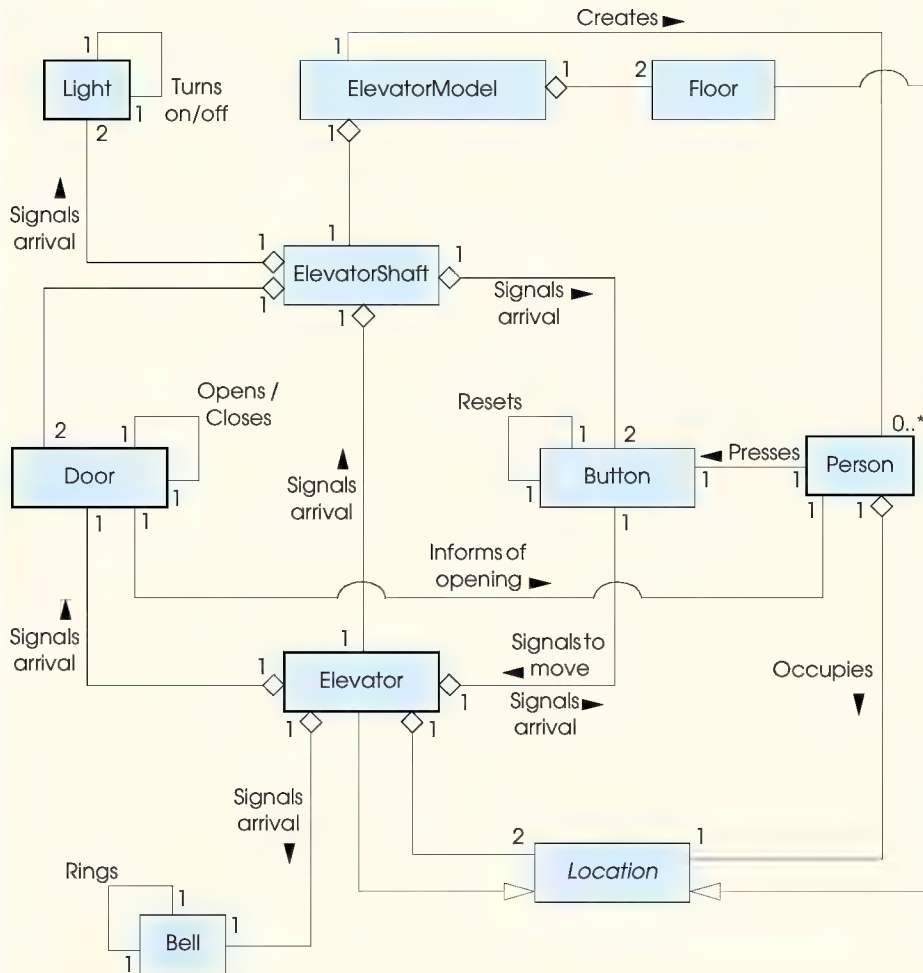 Creates
1
1
1
2
Light
ElevatorModel
Floor
Turns
on/off
1
2
1
Signals
arrival
1
1
1
ElevatorShaft
1
1
Signals
arrival
Opens /
Closes
Resets
0..*
2
1
1
2
Presses
Person
Door
Button
1
1
1
1
Signals
arrival
1
1
1
1
1
Informs of
opening
Signals
arrival
1
Signals to
move
1
Elevator
Occupies
1
Signals
arrival
1
1
Signals
arrival
2
1
Location
Rings
1
1
Bell
1